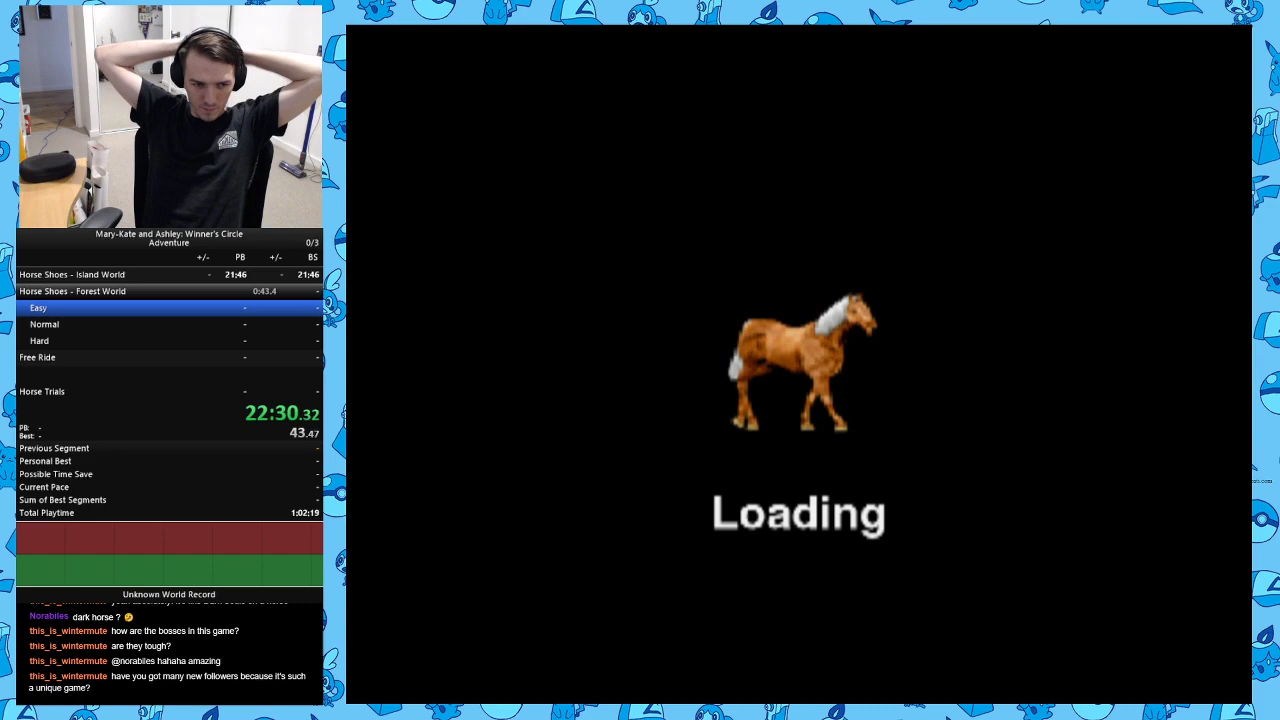 Mary-Kate and Ashley: Winner's Circle
Adventure 0/3
+/- PB +/- BS
Horse Shoes - Island World - 21:46 - 21:46
Horse Shoes - Forest World 0:43.4 -
Easy - -
Normal - -
Hard - -
Free Ride - -
Horse Trials - -
22:30.32
PB: -
Best: - 43.47
Previous Segment -
Personal Best -
Possible Time Save -
Current Pace -
Sum of Best Segments -
Total Playtime 1:02:19
Unknown World Record
Norabiles dark horse ?
this_is_wintermute how are the bosses in this game?
this_is_wintermute are they tough?
this_is_wintermute @norabiles hahaha amazing
this_is_wintermute have you got many new followers because it's such
a unique game?
Loading